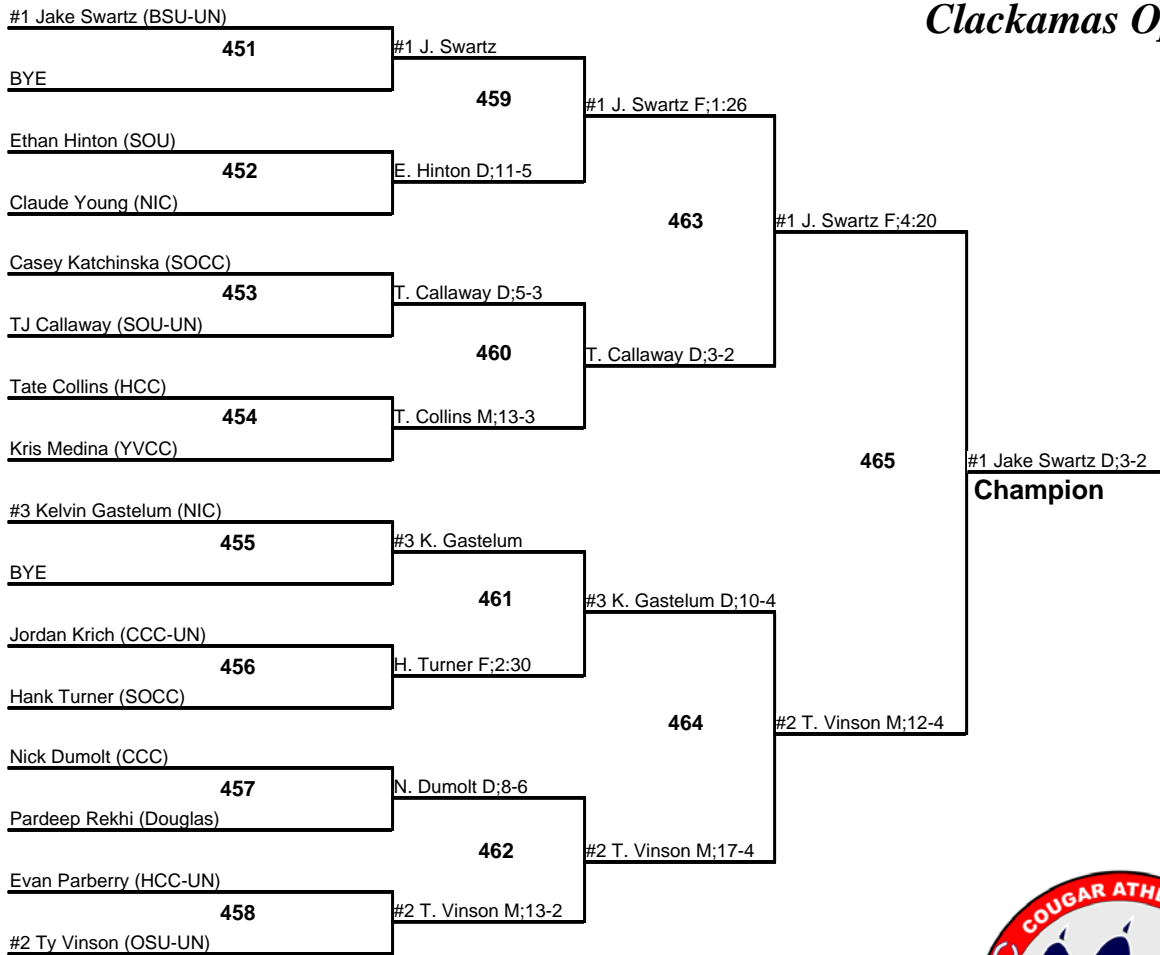 Clackamas Op
#1 Jake Swartz (BSU-UN)
451
BYE
#1 J. Swartz
459
Ethan Hinton (SOU)
452
Claude Young (NIC)
E. Hinton D;11-5
#1 J. Swartz F;1:26
463
Casey Katchinska (SOCC)
453
TJ Callaway (SOU-UN)
T. Callaway D;5-3
460
Tate Collins (HCC)
454
Kris Medina (YVCC)
T. Collins M;13-3
T. Callaway D;3-2
#1 J. Swartz F;4:20
465
#1 Jake Swartz D;3-2
Champion
#3 Kelvin Gastelum (NIC)
455
BYE
#3 K. Gastelum
461
Jordan Krich (CCC-UN)
456
Hank Turner (SOCC)
H. Turner F;2:30
#3 K. Gastelum D;10-4
464
#2 T. Vinson M;12-4
Nick Dumolt (CCC)
457
Pardeep Rekhi (Douglas)
N. Dumolt D;8-6
462
#2 T. Vinson M;17-4
Evan Parberry (HCC-UN)
458
#2 Ty Vinson (OSU-UN)
#2 T. Vinson M;13-2
COUGAR ATH